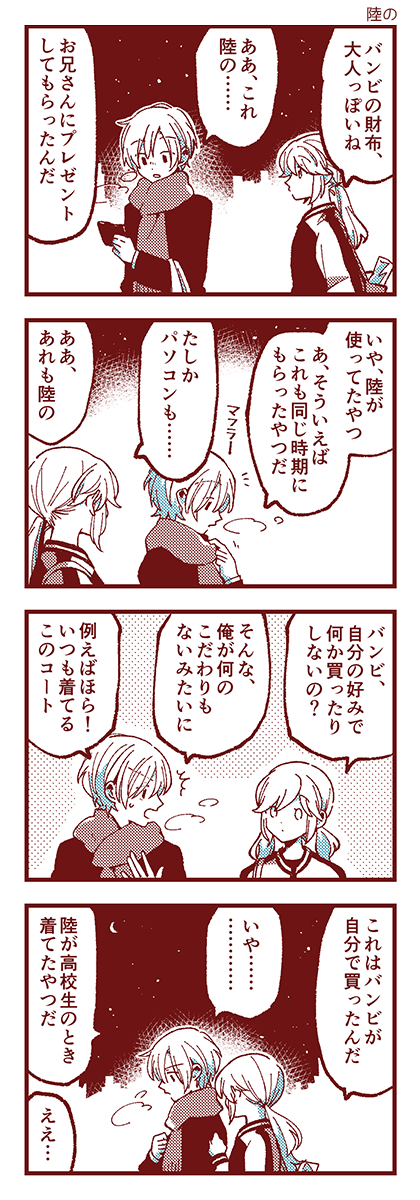 陸の
バンビの財布、
大人っぽいね
ああ、これ
陸の……
お兄さんにプレゼント
してもらったんだ
いや、陸が
使ってたやつ
あ、そういえば
これも同じ時期に
もらったやつだ
マフラー
たしか
パソコンも……
ああ、
あれも陸の
バンビ、
自分の好みで
何か買ったり
しないの？
そんな、
俺が何の
こだわりも
ないみたいに
例えばほら！
いつも着てる
このコート
これはバンビが
自分で買ったんだ
いや………
…………
陸が高校生のとき
着てたやつだ
ええ…